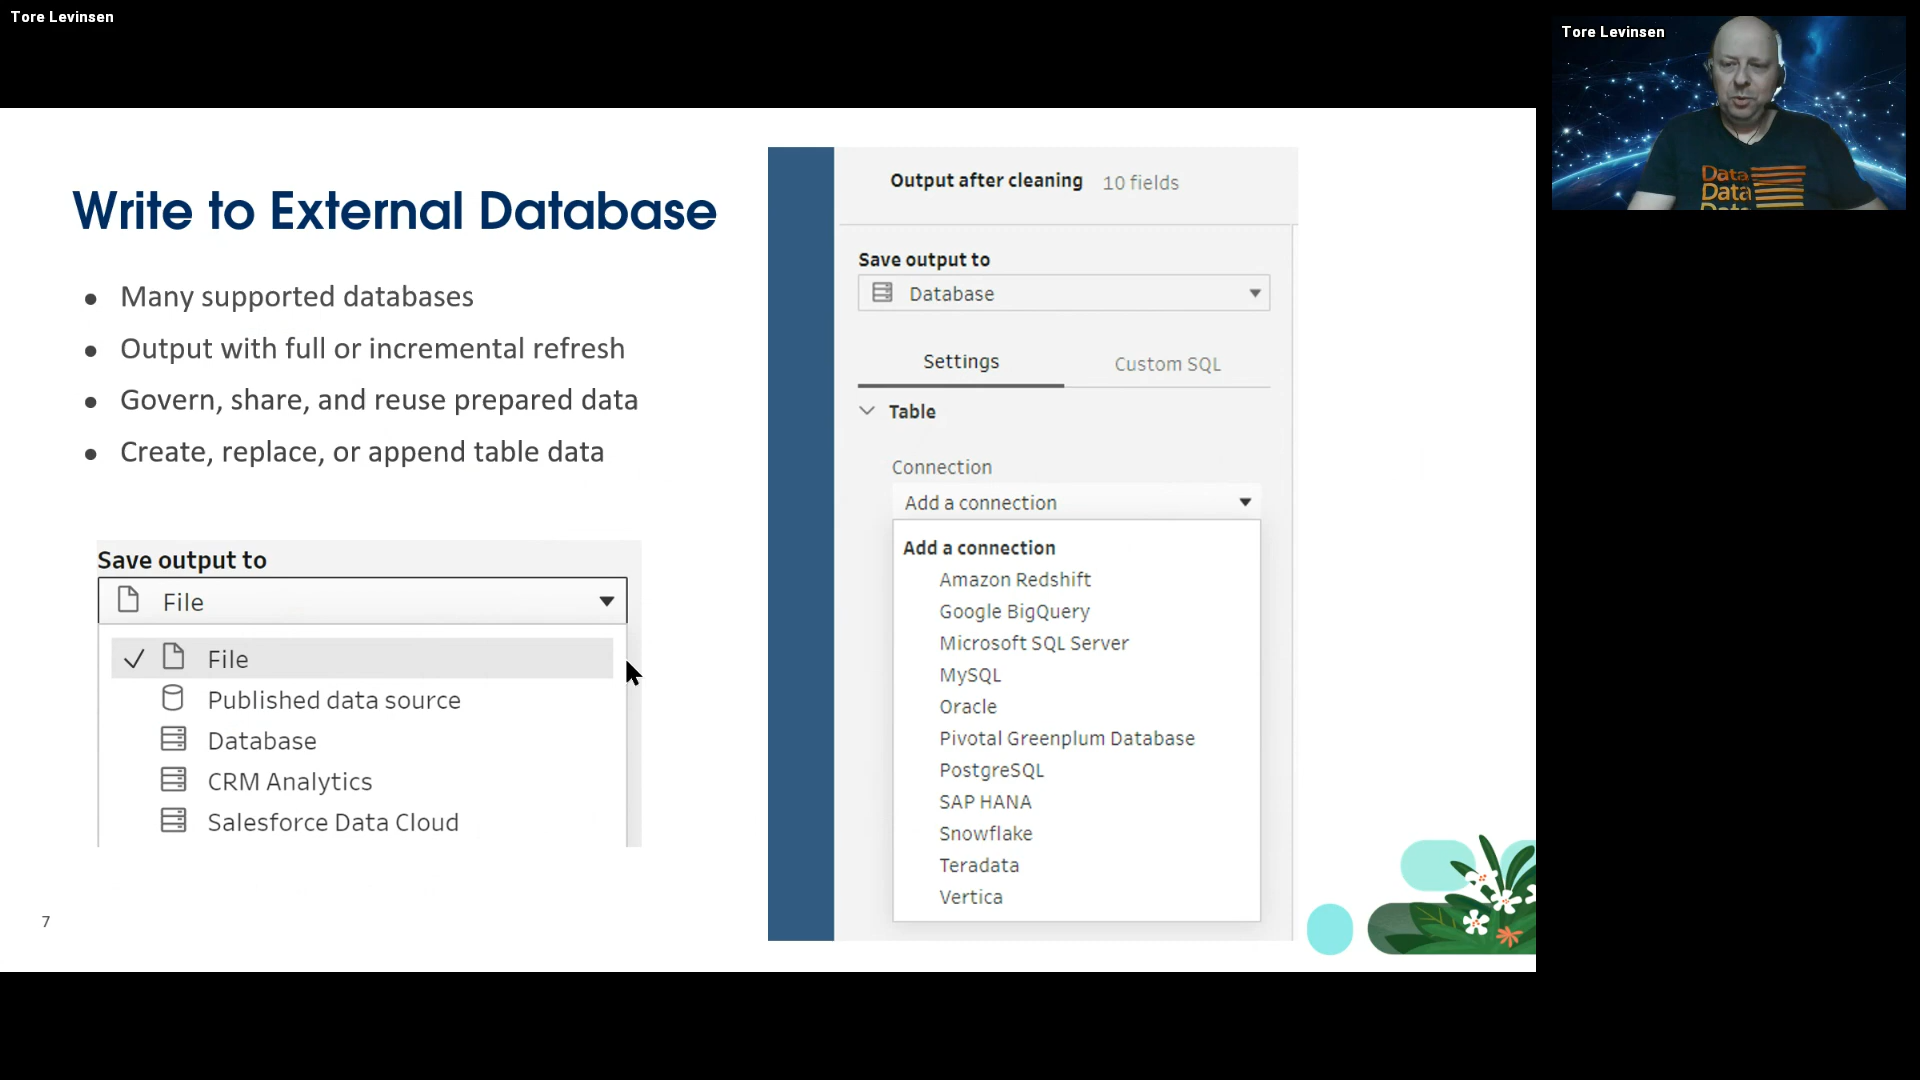 Tore Levinsen
Tore Levinsen
Data
Data
Data
Write to External Database
Many supported databases
Output with full or incremental refresh
Govern, share, and reuse prepared data
Create, replace, or append table data
Save output to
File
File
Published data source
Database
CRM Analytics
Salesforce Data Cloud
7
Output after cleaning 10 fields
Save output to
Database
Settings Custom SQL
Table
Connection
Add a connection
Add a connection
Amazon Redshift
Google BigQuery
Microsoft SQL Server
MySQL
Oracle
Pivotal Greenplum Database
PostgreSQL
SAP HANA
Snowflake
Teradata
Vertica